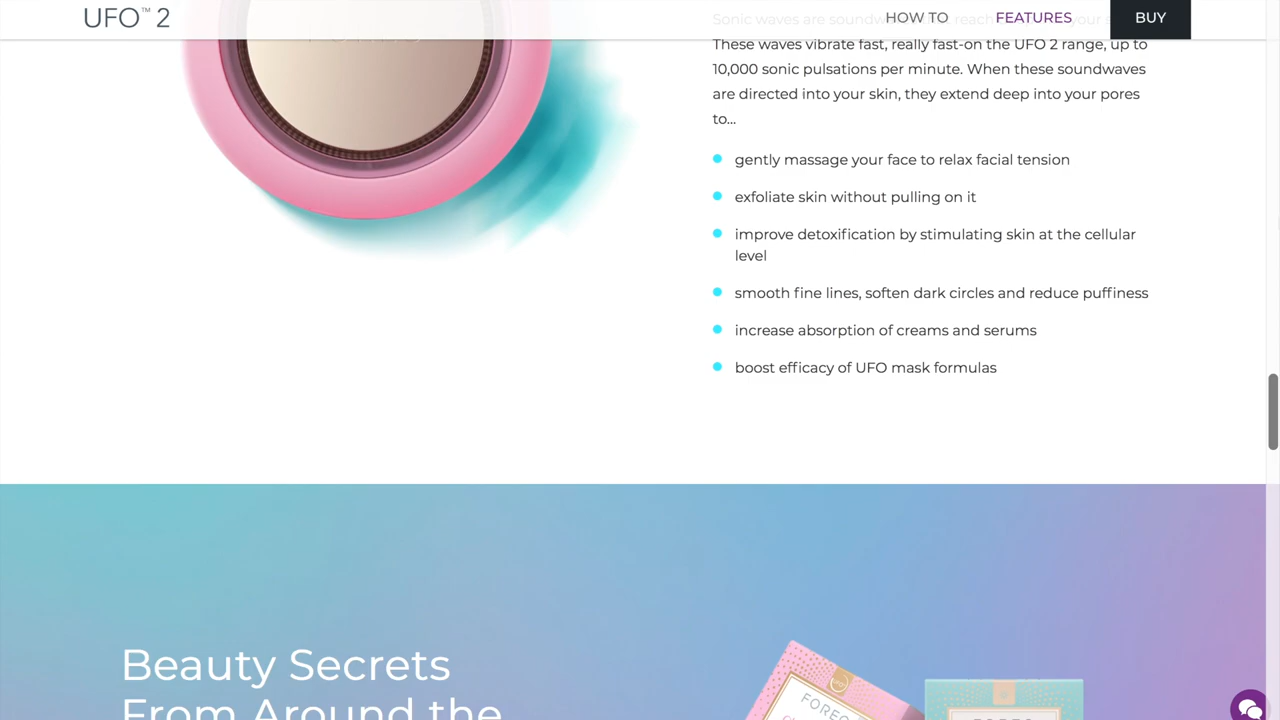 UFO™ 2
HOW TO
FEATURES
BUY
Sonic waves are soundw
These waves vibrate fast, really fast-on the UFO 2 range, up to
10,000 sonic pulsations per minute. When these soundwaves
are directed into your skin, they extend deep into your pores
to...
gently massage your face to relax facial tension
exfoliate skin without pulling on it
improve detoxification by stimulating skin at the cellular
level
smooth fine lines, soften dark circles and reduce puffiness
increase absorption of creams and serums
boost efficacy of UFO mask formulas
Beauty Secrets
From Around the